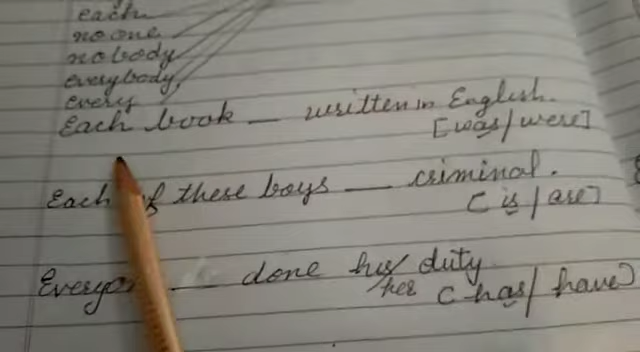 each
no one
nobody
everybody
every
Each book — written in English.
[was/were]
Each of these boys — criminal.
[is/are]
— done his/her duty
[has/have]